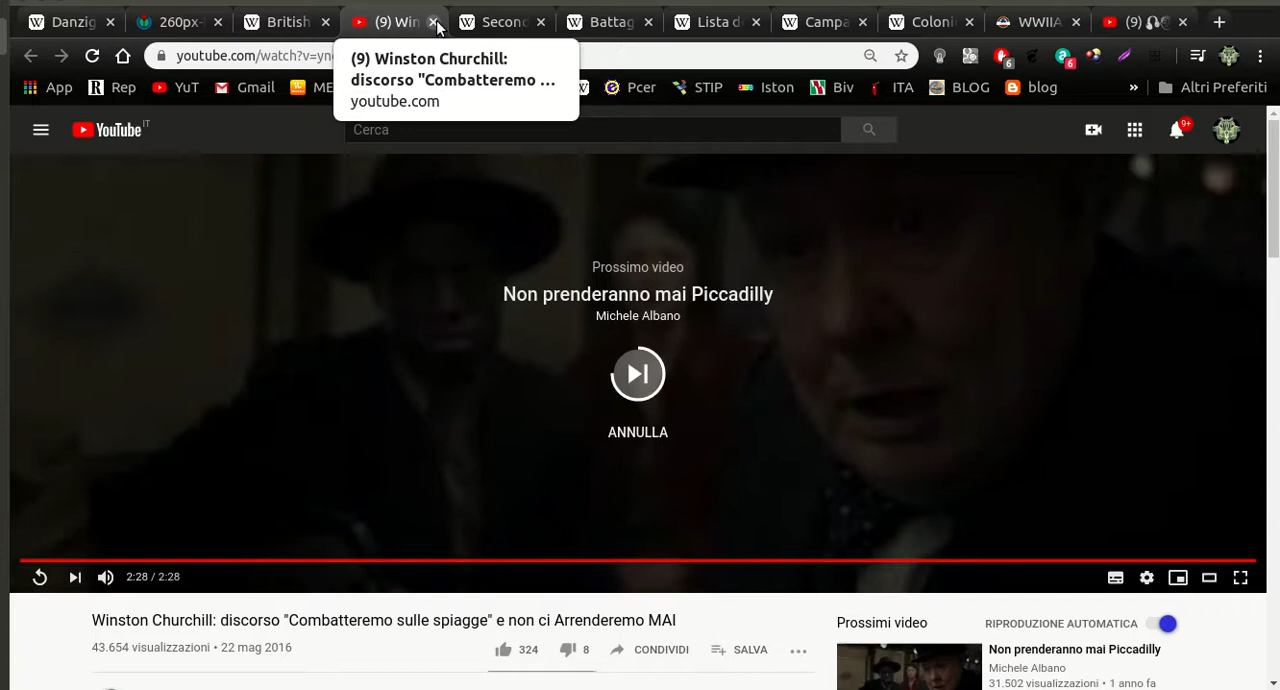 Danzig
260px-
British
(9) Win
Second
Battag
Lista d
Campa
Coloni
WWIIA
(9)
youtube.com/watch?v=yn
(9) Winston Churchill:
discorso "Combatteremo ...
youtube.com
6
6
App
Rep
YuT
Gmail
ME
Pcer
STIP
Iston
Biv
ITA
BLOG
blog
»
Altri Preferiti
YouTube IT
Cerca
9+
Prossimo video
Non prenderanno mai Piccadilly
Michele Albano
ANNULLA
2:28 / 2:28
Winston Churchill: discorso "Combatteremo sulle spiagge" e non ci Arrenderemo MAI
43.654 visualizzazioni • 22 mag 2016
324
8
CONDIVIDI
SALVA
Prossimi video
RIPRODUZIONE AUTOMATICA
Non prenderanno mai Piccadilly
Michele Albano
31.502 visualizzazioni • 1 anno fa